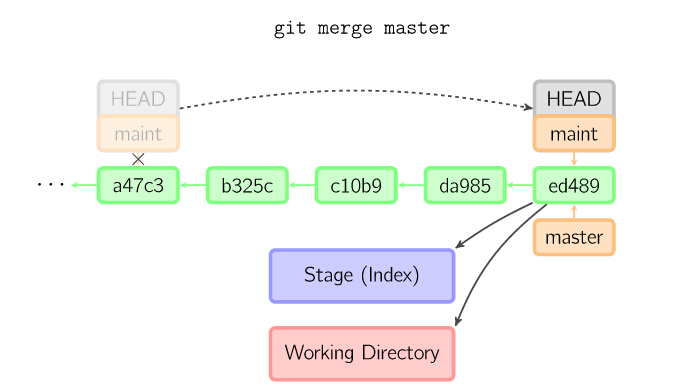 git merge master
HEAD
HEAD
maint
maint
... a47c3 b325c c10b9 da985 ed489
master
Stage (Index)
Working Directory